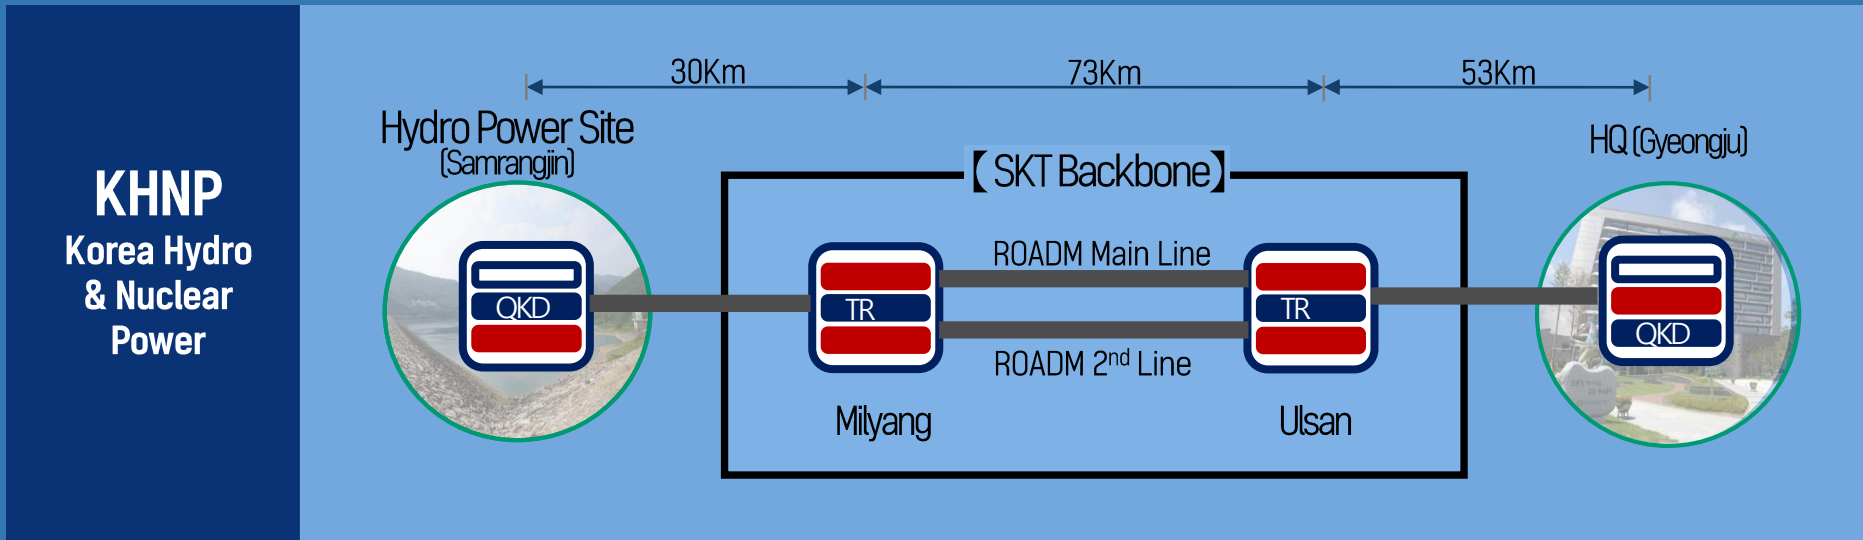 KHNP
Korea Hydro
& Nuclear
Power
30Km
73Km
53Km
Hydro Power Site
(Samrangjin)
HQ (Gyeongju)
【 SKT Backbone】
ROADM Main Line
QKD
TR
TR
QKD
ROADM 2nd Line
Milyang
Ulsan